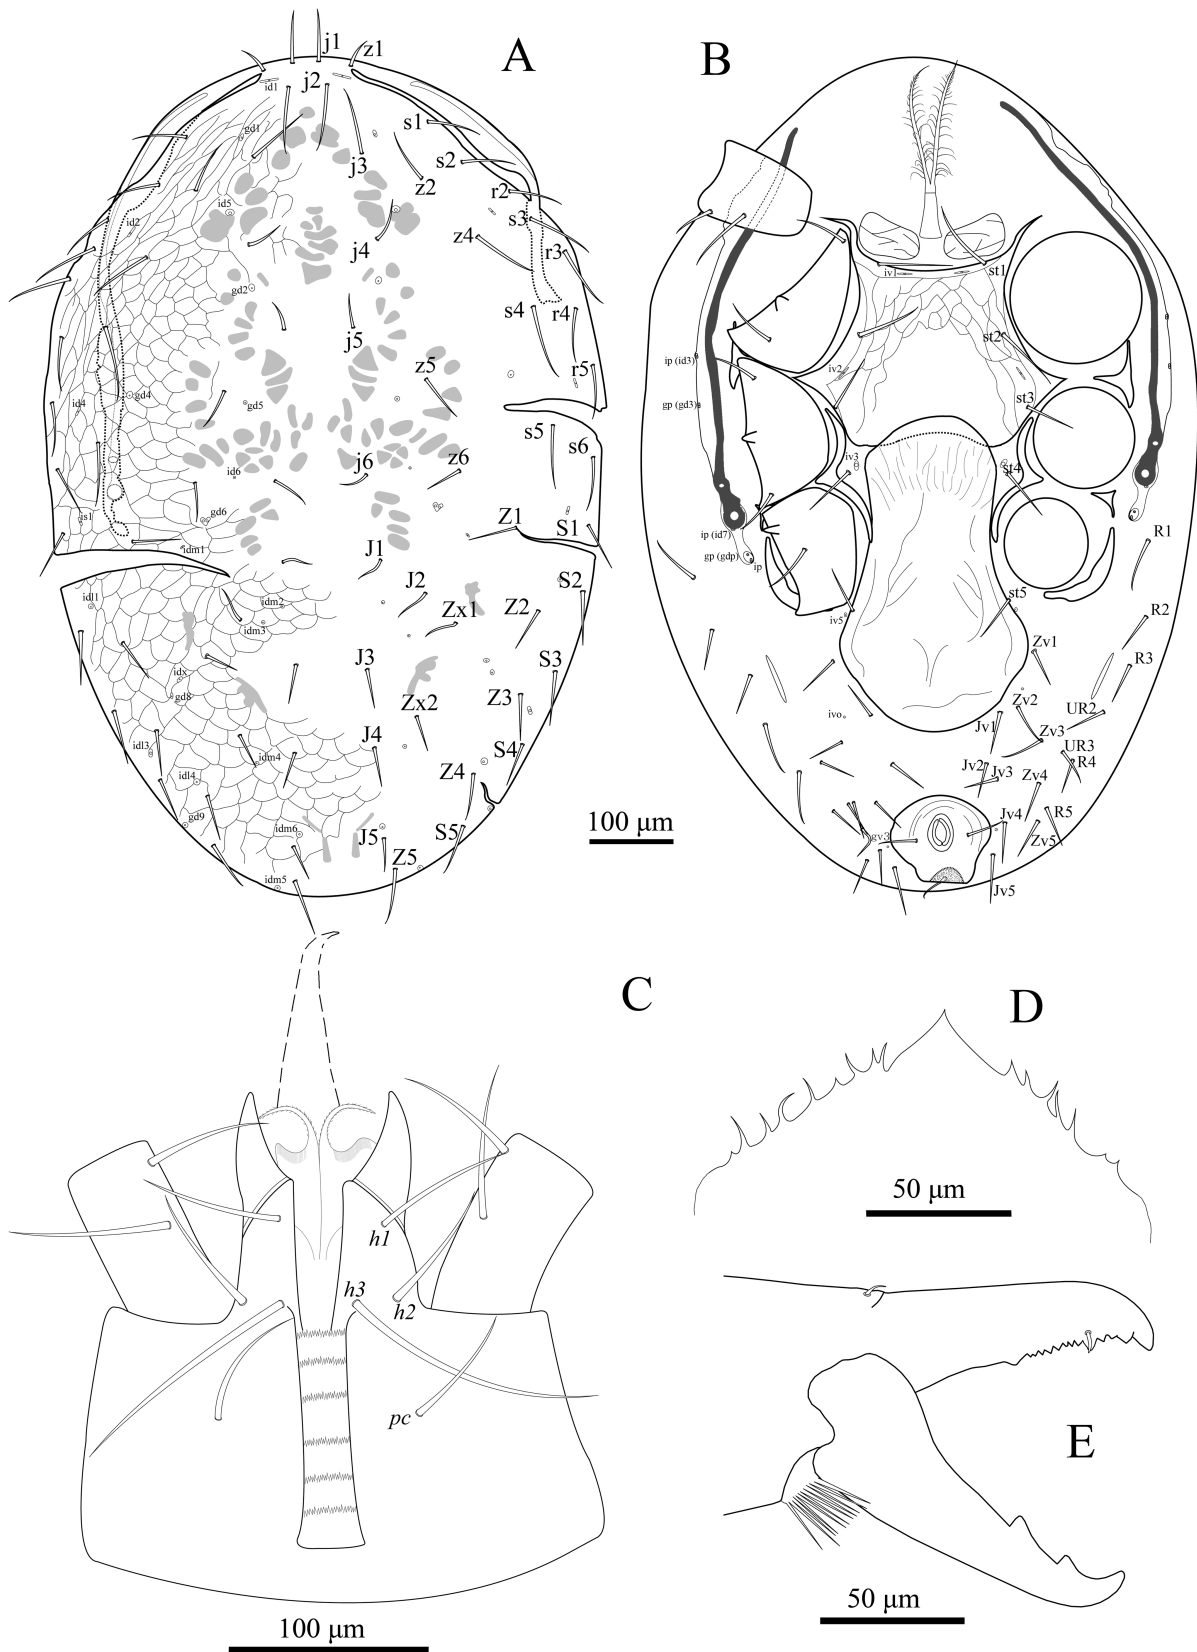 A
j1
z1
j2
id1
gd1
s1
j3
s2
z2
r2
id5
s3
id2
z4
j4
r3
gd2
s4
r4
j5
z5
r5
gd4
gd5
id4
s5
s6
j6
z6
id6
is1
gd6
Z1
S1
idm1
J1
S2
J2
idl1
idm2
Zx1
Z2
idm3
J3
S3
idx
gd8
Zx2
Z3
idl3
J4
S4
idm4
Z4
idl4
gd9
idm6
J5
S5
Z5
idm5
B
iv1
st1
st2
ip (id3)
iv2
st3
gp (gd3)
iv3
st4
ip (id7)
R1
gp (gdp)
ip
st5
iv5
R2
Zv1
R3
Zv2
UR2
ivo
Jv1
Zv3
UR3
R4
Jv2
Jv3
Zv4
Jv4
R5
gv3
Zv5
Jv5
100 μm
C
h1
h3
h2
pc
100 μm
D
50 μm
E
50 μm